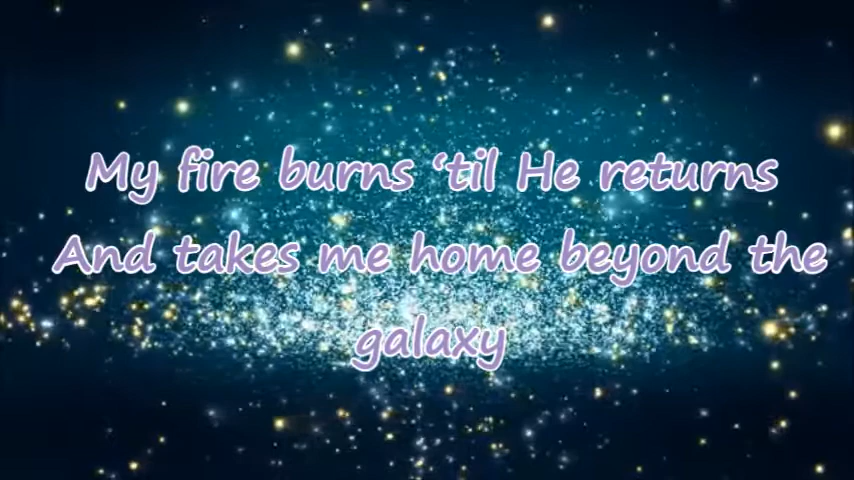 My fire burns ‘til He returns
And takes me home beyond the
galaxy